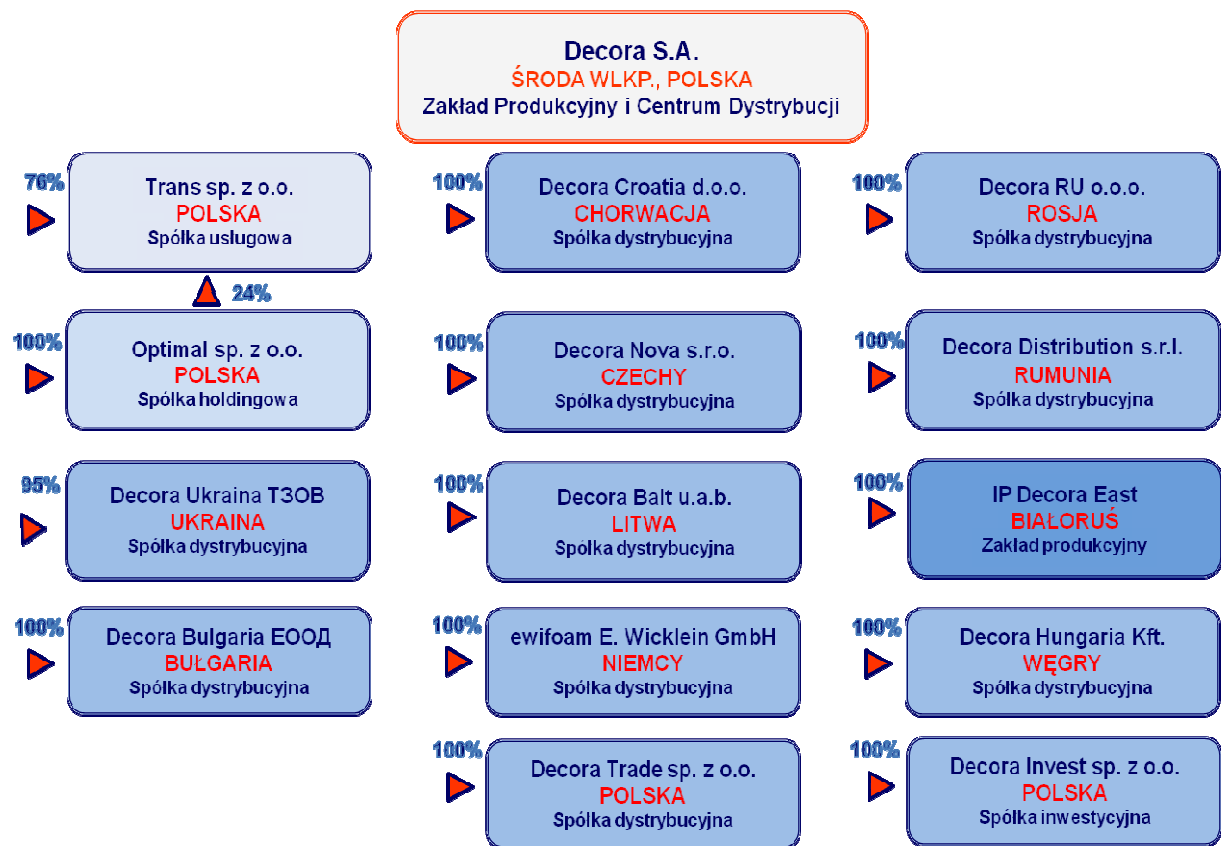 Decora S.A.
ŚRODA WLKP., POLSKA
Zakład Produkcyjny i Centrum Dystrybucji
76%
Trans sp. z o.o.
POLSKA
Spółka usługowa
100%
Decora Croatia d.o.o.
CHORWACJA
Spółka dystrybucyjna
100%
Decora RU o.o.o.
ROSJA
Spółka dystrybucyjna
24%
100%
Optimal sp. z o.o.
POLSKA
Spółka holdingowa
100%
Decora Nova s.r.o.
CZECHY
Spółka dystrybucyjna
100%
Decora Distribution s.r.l.
RUMUNIA
Spółka dystrybucyjna
95%
Decora Ukraina ТЗОВ
UKRAINA
Spółka dystrybucyjna
100%
Decora Balt u.a.b.
LITWA
Spółka dystrybucyjna
100%
IP Decora East
BIAŁORUŚ
Zakład produkcyjny
100%
Decora Bulgaria ЕООД
BUŁGARIA
Spółka dystrybucyjna
100%
ewifoam E. Wicklein GmbH
NIEMCY
Spółka dystrybucyjna
100%
Decora Hungaria Kft.
WĘGRY
Spółka dystrybucyjna
100%
Decora Trade sp. z o.o.
POLSKA
Spółka dystrybucyjna
100%
Decora Invest sp. z o.o.
POLSKA
Spółka inwestycyjna